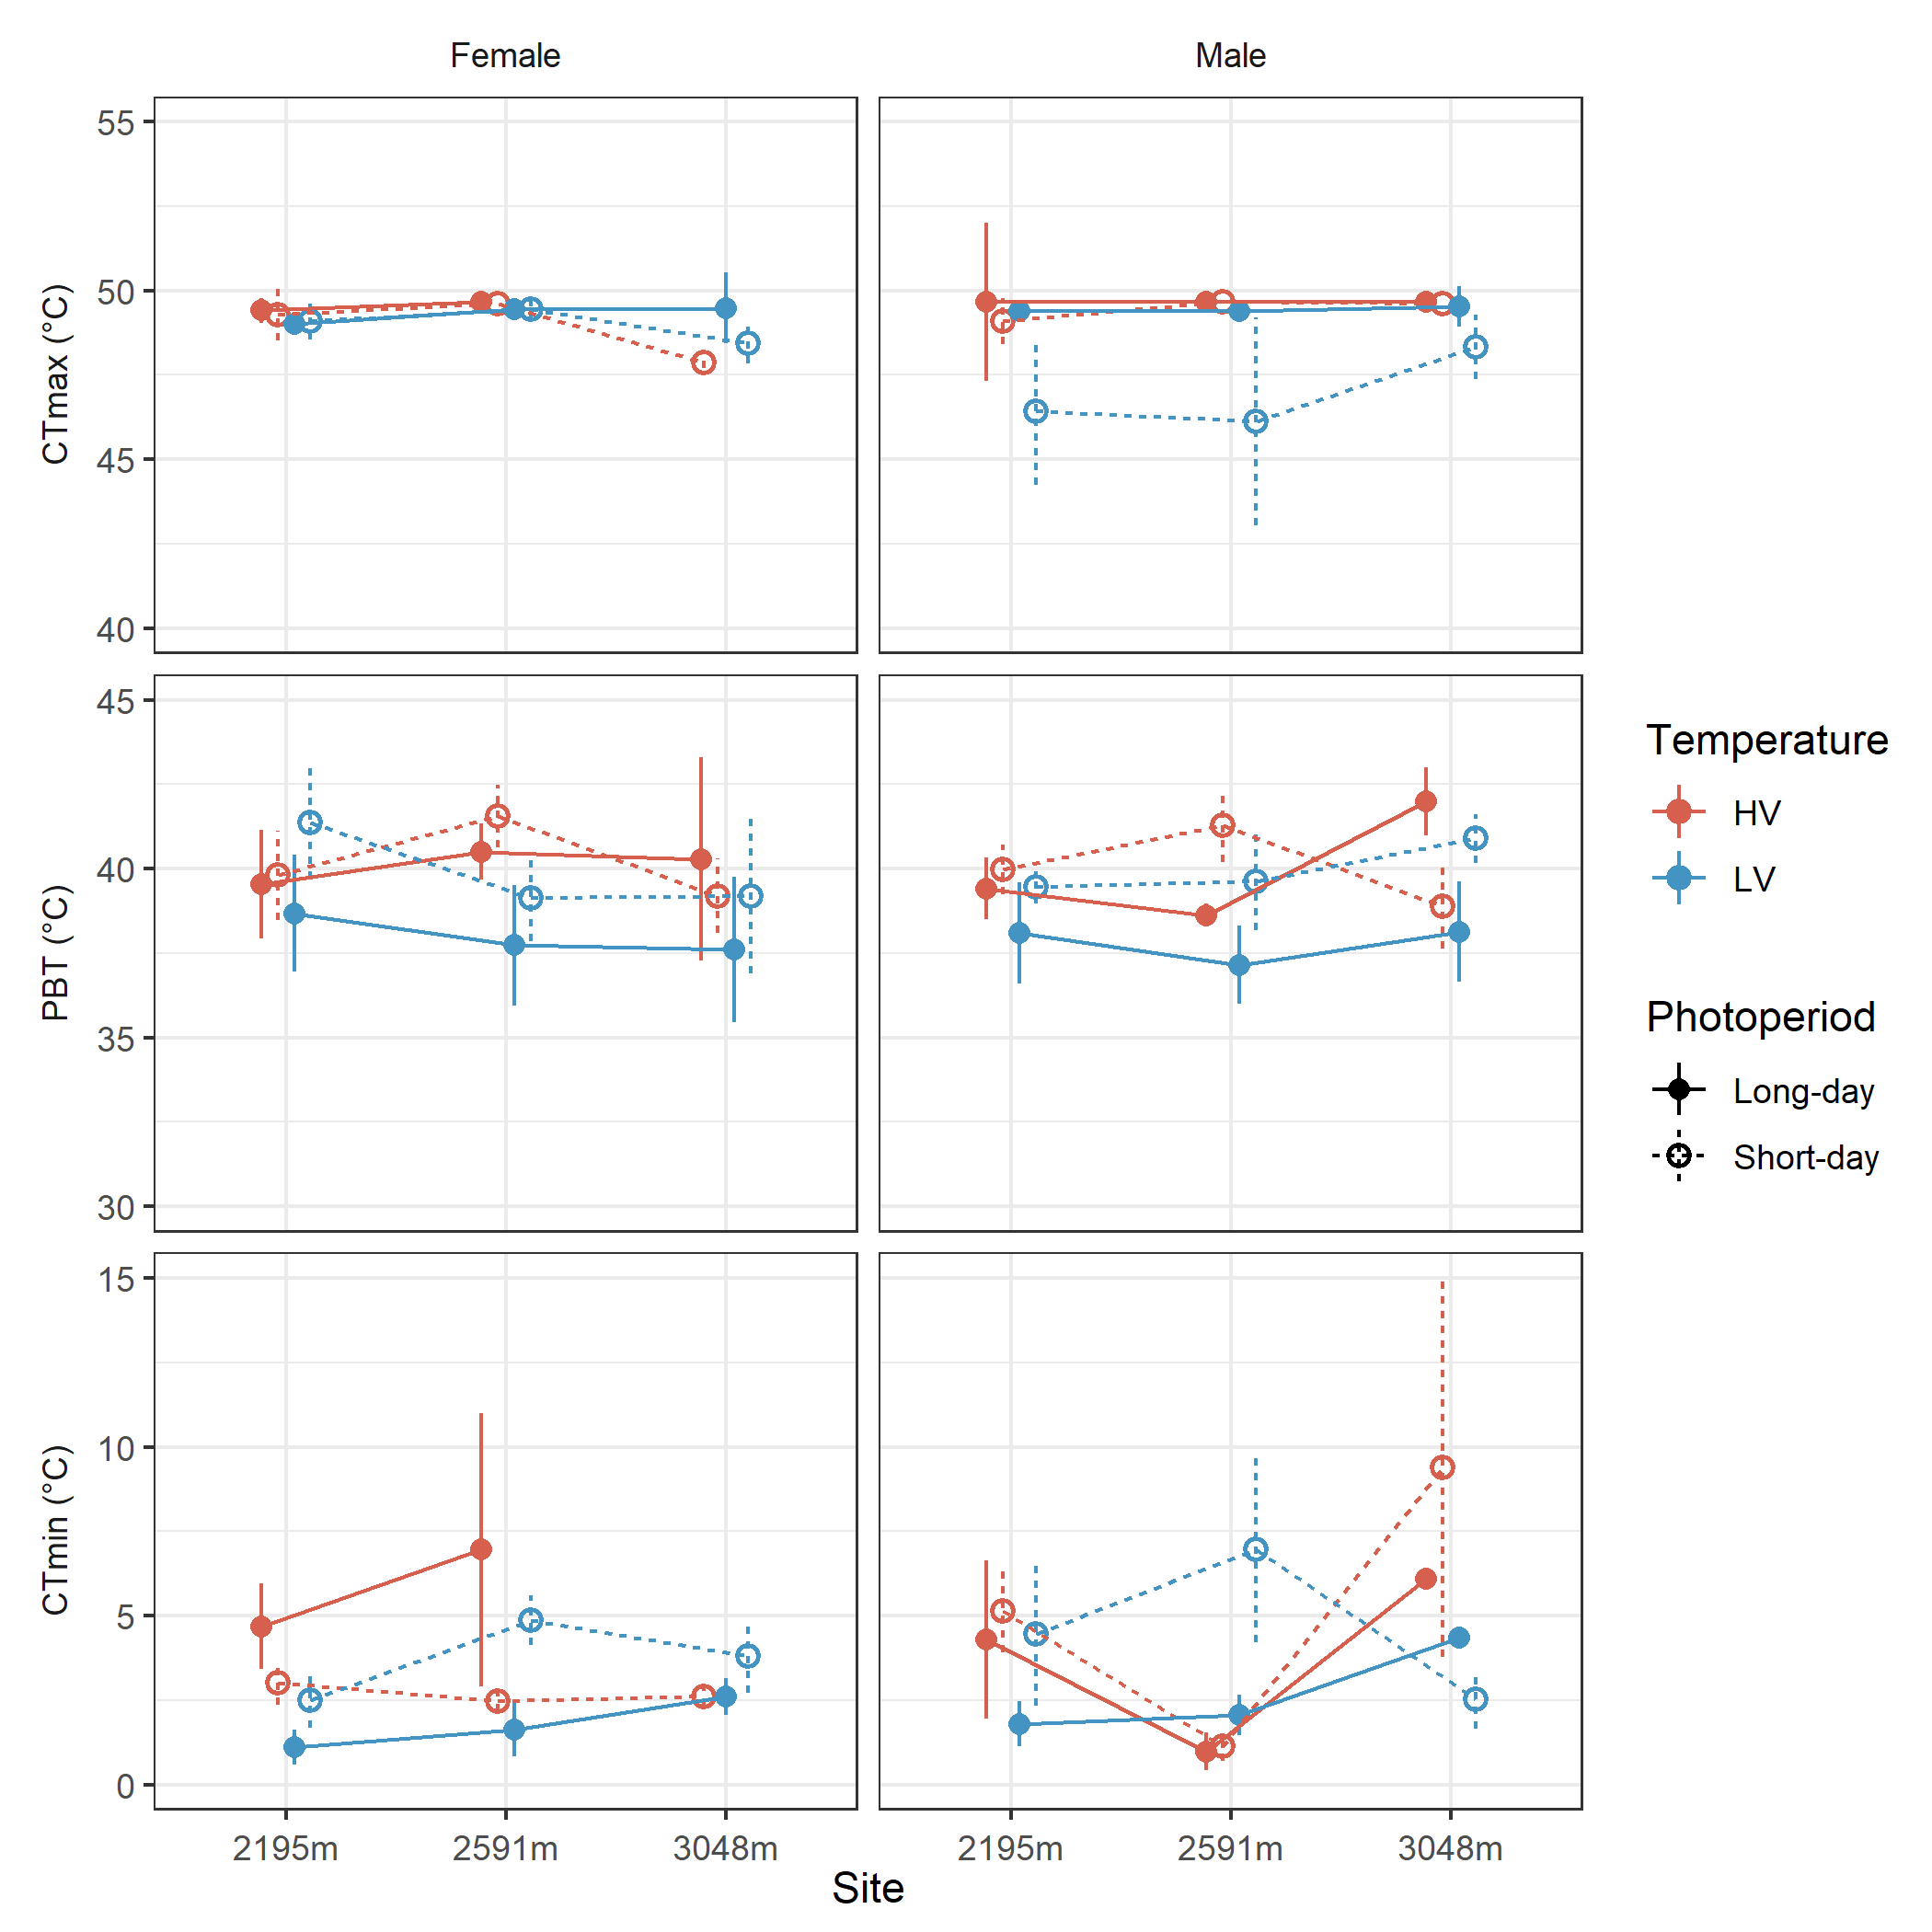 Female
Male
CTmax (°C)
55
50
45
40
PBT (°C)
45
40
35
30
CTmin (°C)
15
10
5
0
2195m 2591m 3048m
2195m 2591m 3048m
Site
Temperature
HV
LV
Photoperiod
Long-day
Short-day